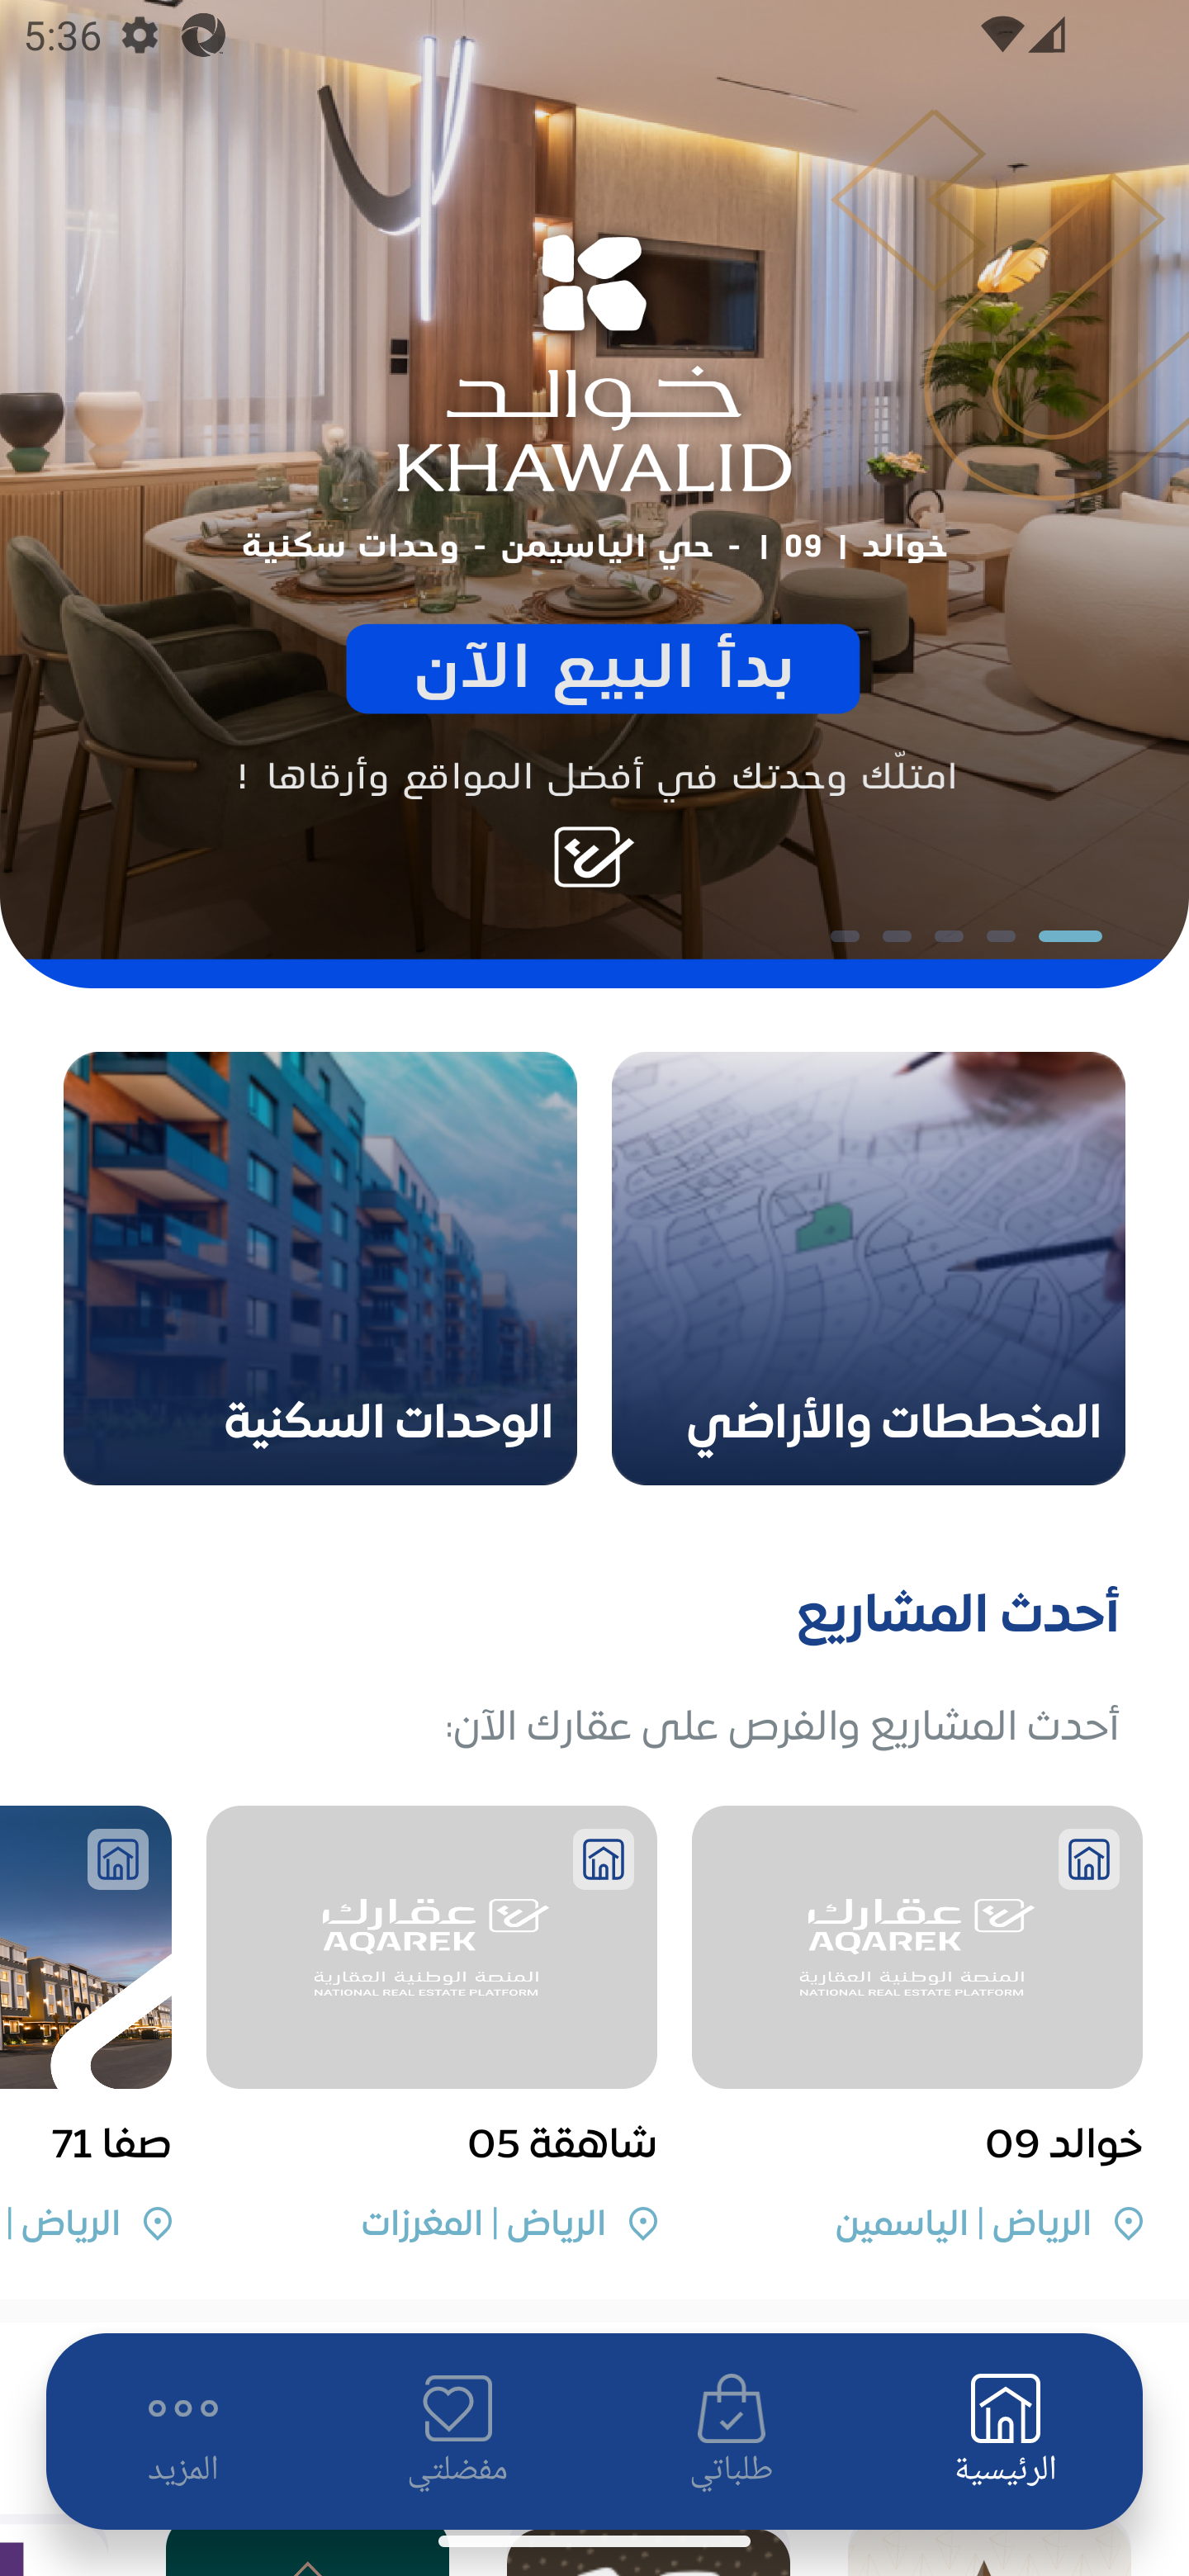 5:36
خوالد
KHAWALID
خوالد | 09 | - حي الياسيمن - وحدات سكنية
بدأ البيع الآن
امتلّك وحدتك في أفضل المواقع وأرقاها !
المخططات والأراضي
الوحدات السكنية
أحدث المشاريع
أحدث المشاريع والفرص على عقارك الآن:
عقارك
AQAREK
المنصة الوطنية العقارية
NATIONAL REAL ESTATE PLATFORM
عقارك
AQAREK
المنصة الوطنية العقارية
NATIONAL REAL ESTATE PLATFORM
خوالد 09
شاهقة 05
صفا 71
الرياض | الياسمين
الرياض | المغرزات
الرياض |
الرئيسية
طلباتي
مفضلتي
المزيد